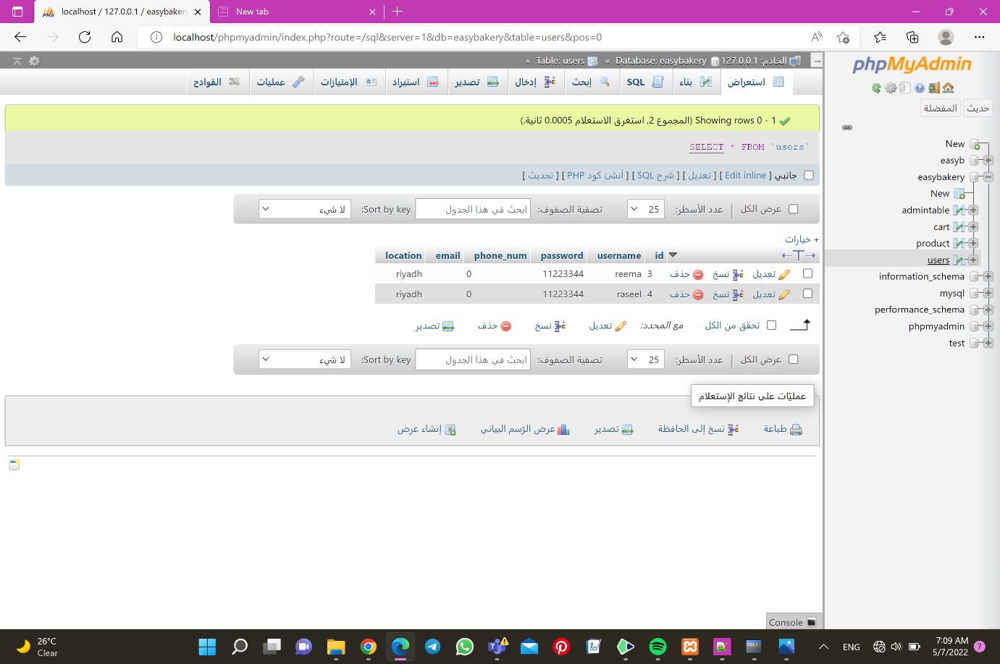 localhost / 127.0.0.1 / easybaker
New tab
localhost/phpmyadmin/index.php?route=/sql&server=1&db=easybakery&table=users&pos=0
الخادم: 127.0.0.1 » Database: easybakery » Table: users
استعراض بناء SQL إبحث إدخال تصدير استيراد الإمتيازات عمليات القوادح
Showing rows 0 - 1 (المجموع 2, استغرق الاستعلام 0.0005 ثانية.)
SELECT * FROM `users`
جانبي [ Edit inline ] [ تعديل ] [ شرح SQL ] [ أنشئ كود PHP ] [ تحديث ]
عرض الكل | عدد الأسطر: 25 تصفية الصفوف: ابحث في هذا الجدول Sort by key: لا شيء
+ خيارات
←T→ id username password phone_num email location
تعديل نسخ حذف 3 reema 11223344 0 riyadh
تعديل نسخ حذف 4 raseel 11223344 0 riyadh
تحقق من الكل مع المحدد: تعديل نسخ حذف تصدير
عرض الكل | عدد الأسطر: 25 تصفية الصفوف: ابحث في هذا الجدول Sort by key: لا شيء
عمليّات على نتائج الإستعلام
طباعة نسخ إلى الحافظة تصدير عرض الرّسم البياني إنشاء عرض
Console
phpMyAdmin
حديث المفضلة
New
easyb
easybakery
New
admintable
cart
product
users
information_schema
mysql
performance_schema
phpmyadmin
test
26°C
Clear
ENG
7:09 AM
5/7/2022
7